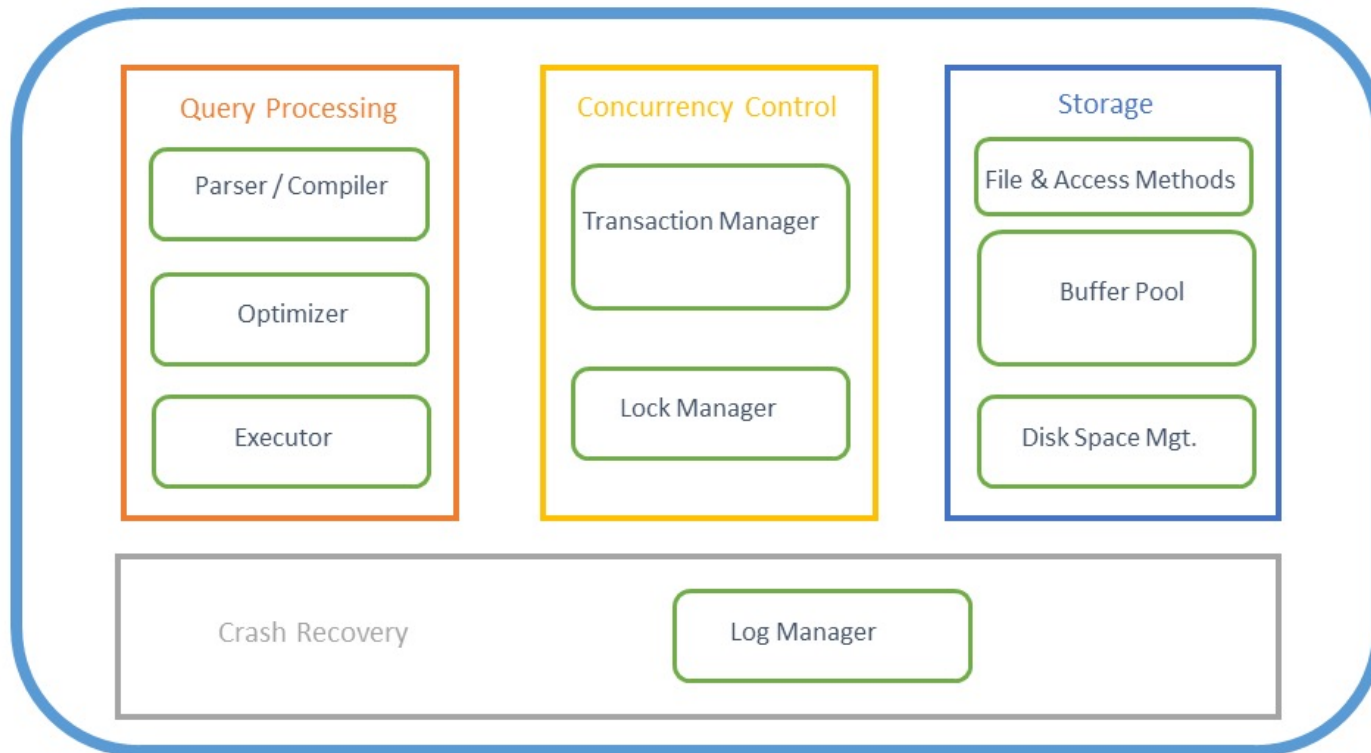 Query Processing
Parser / Compiler
Optimizer
Executor
Concurrency Control
Transaction Manager
Lock Manager
Storage
File & Access Methods
Buffer Pool
Disk Space Mgt.
Crash Recovery
Log Manager